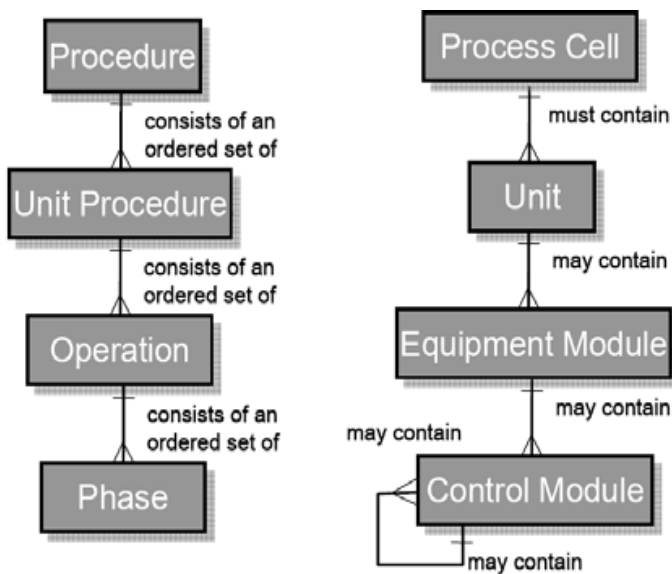 Procedure
consists of an
ordered set of
Unit Procedure
consists of an
ordered set of
Operation
consists of an
ordered set of
Phase
Process Cell
must contain
Unit
may contain
Equipment Module
may contain
may contain
Control Module
may contain